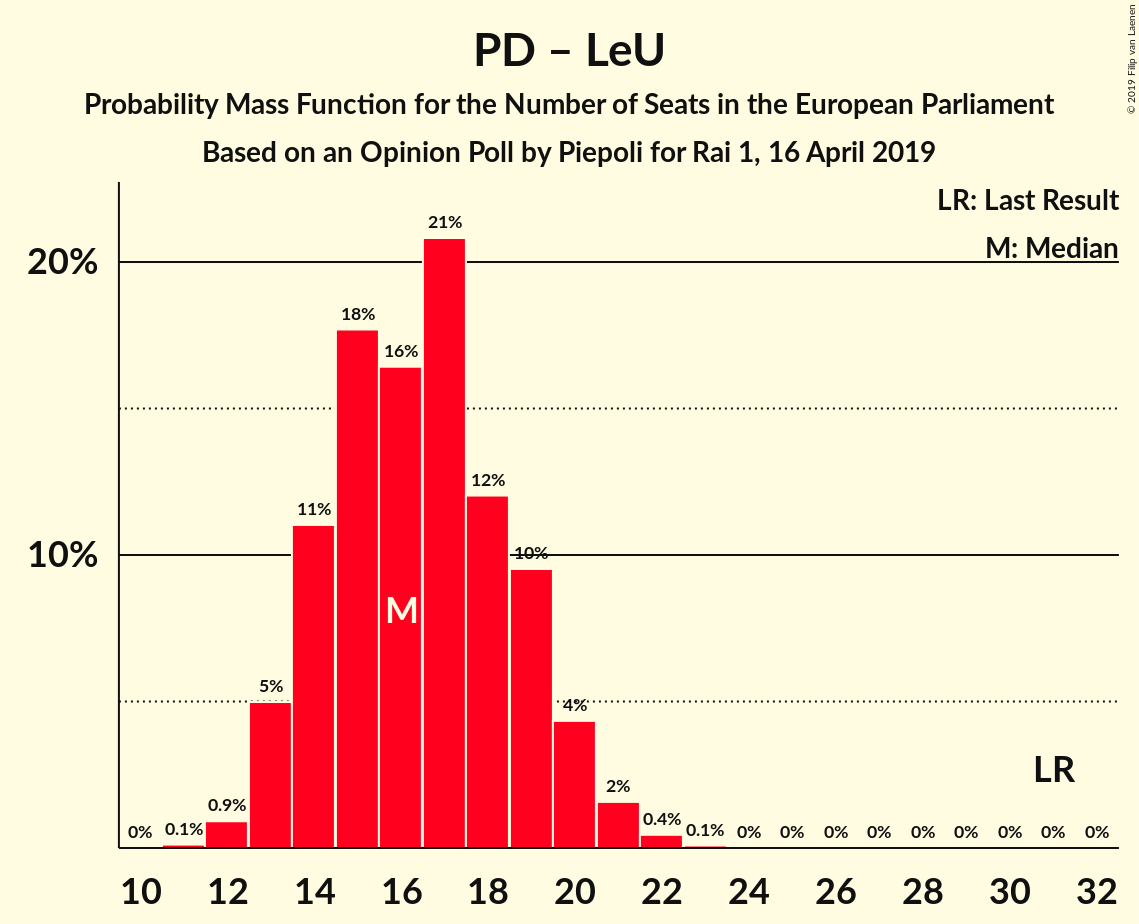 PD – LeU
Probability Mass Function for the Number of Seats in the European Parliament
Based on an Opinion Poll by Piepoli for Rai 1, 16 April 2019
© 2019 Filip van Laenen
LR: Last Result
M: Median
20%
10%
0%
0.1%
0.9%
5%
11%
18%
16%
21%
12%
10%
4%
2%
0.4%
0.1%
0%
0%
0%
0%
0%
0%
0%
0%
0%
M
LR
10 12 14 16 18 20 22 24 26 28 30 32